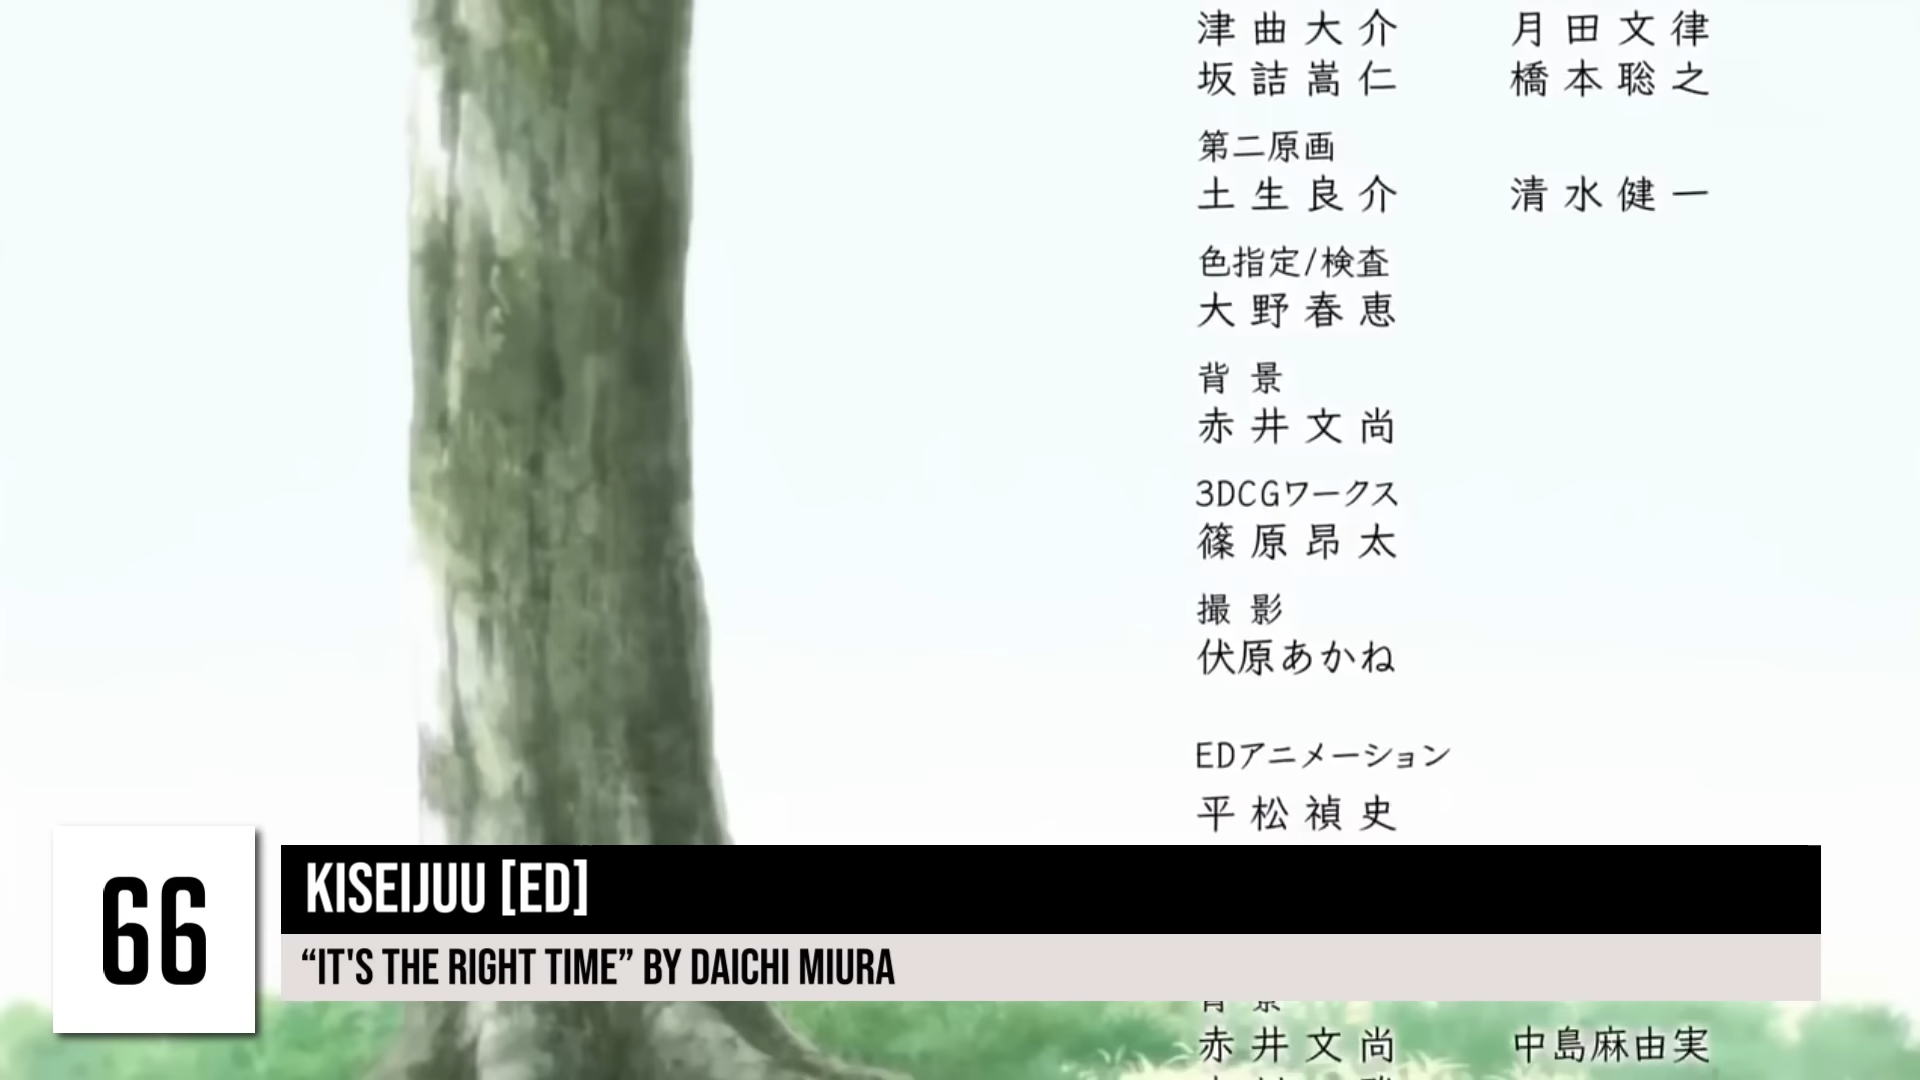 津曲大介 月田文律
坂詰嵩仁 橋本聡之
第二原画
土生良介 清水健一
色指定/検査
大野春恵
背景
赤井文尚
3DCGワークス
篠原昂太
撮影
伏原あかね
EDアニメーション
平松禎史
66
KISEIJUU [ED]
“IT'S THE RIGHT TIME” BY DAICHI MIURA
背景
赤井文尚 中島麻由実